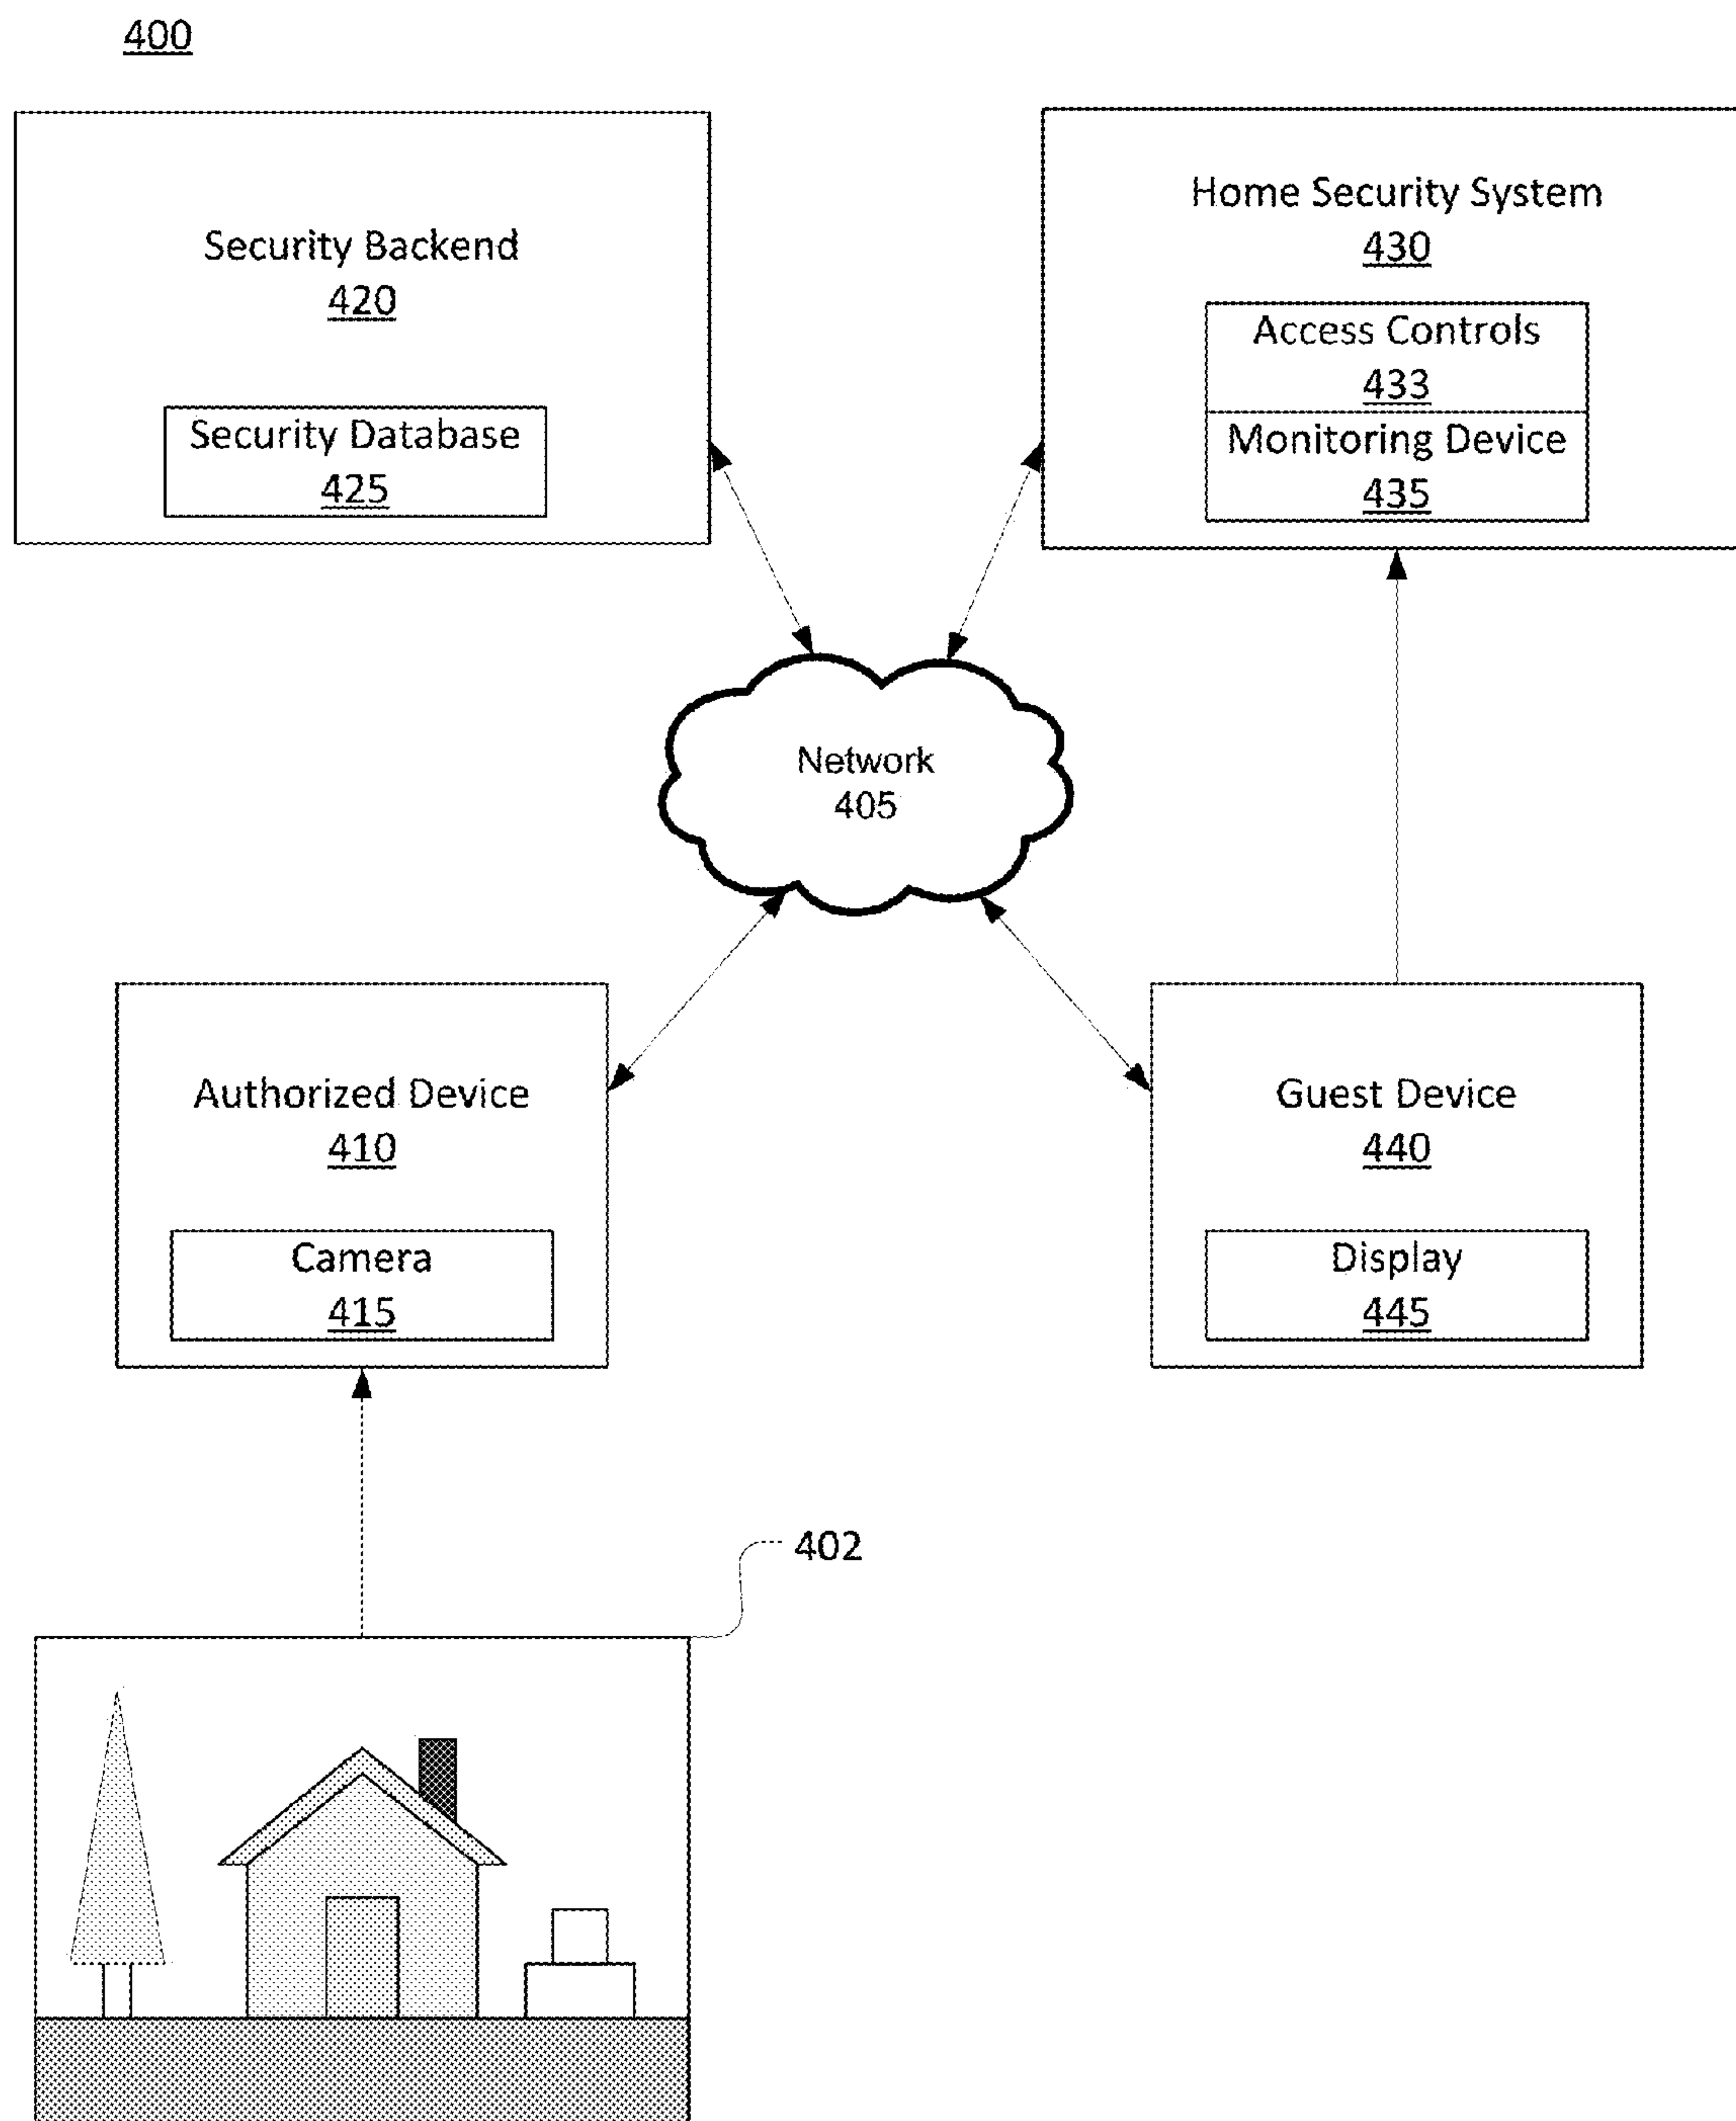 400
Security Backend
420
Security Database
425
Home Security System
430
Access Controls
433
Monitoring Device
435
Network
405
Authorized Device
410
Camera
415
Guest Device
440
Display
445
402